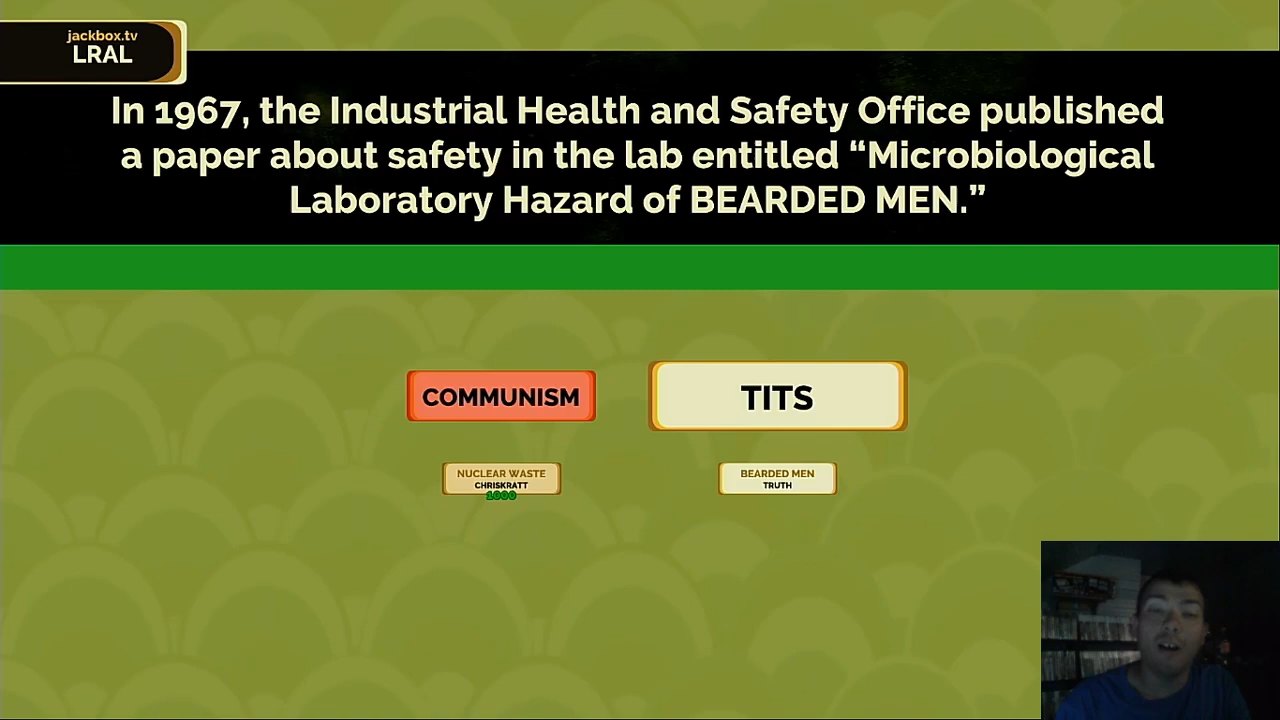 jackbox.tv
LRAL
In 1967, the Industrial Health and Safety Office published
a paper about safety in the lab entitled “Microbiological
Laboratory Hazard of BEARDED MEN.”
COMMUNISM
TITS
NUCLEAR WASTE
CHRISKRATT
1000
BEARDED MEN
TRUTH